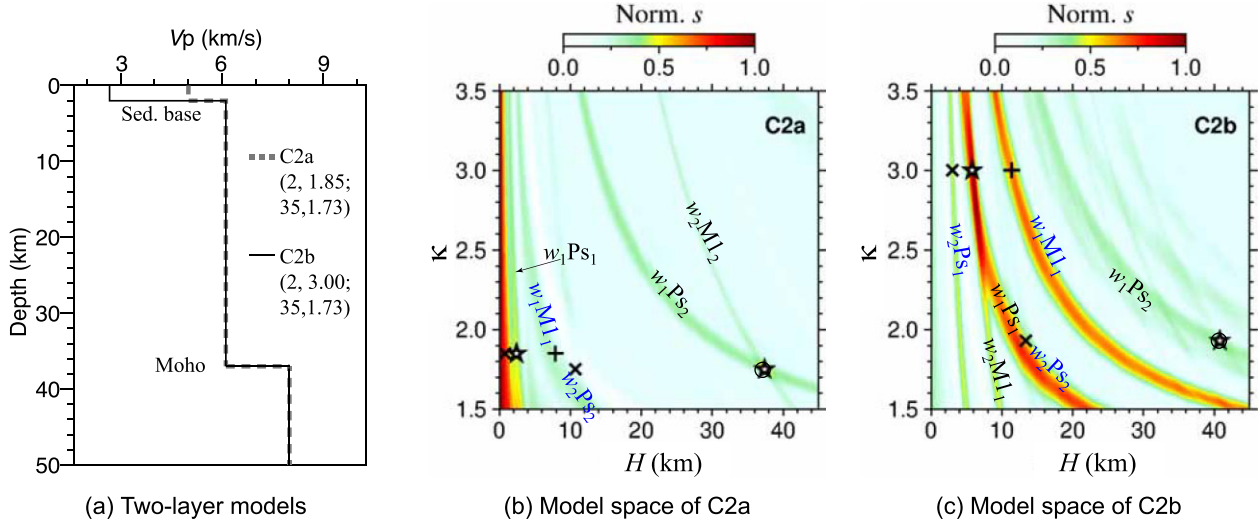 Vp (km/s)
3 6 9
0
10
20
30
40
50
Depth (km)
Sed. base
C2a
(2, 1.85;
35,1.73)
C2b
(2, 3.00;
35,1.73)
Moho
(a) Two-layer models
Norm. s
0.0 0.5 1.0
3.5
3.0
2.5
2.0
1.5
κ
C2a
w₁Ps₁
w₁M1₁
w₂Ps₂
w₁Ps₂
w₂M1₂
0 10 20 30 40
H (km)
(b) Model space of C2a
Norm. s
0.0 0.5 1.0
3.5
3.0
2.5
2.0
1.5
κ
C2b
w₂Ps₁
w₁Ps₁
w₂M1₁
w₂Ps₂
w₁M1₁
w₁Ps₂
0 10 20 30 40
H (km)
(c) Model space of C2b